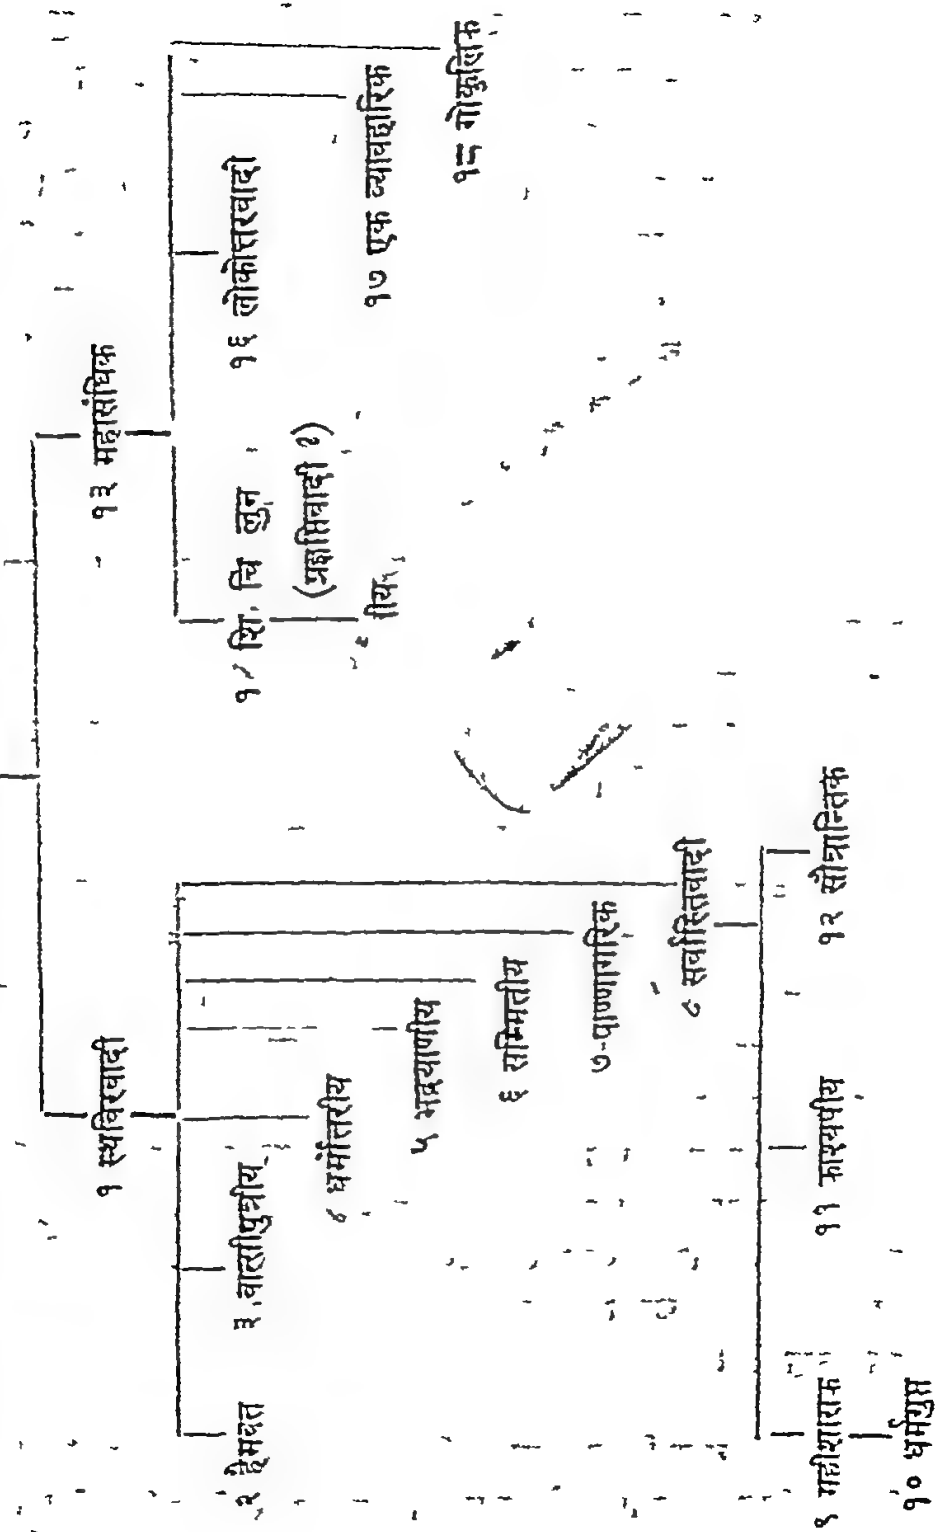 १ स्थविरवादी
२ हैमवत
३ वात्सीपुत्रीय
४ धर्मोत्तरीय
५ भद्रयाणीय
६ सम्मितीय
७ षाण्णागरिक
८ सर्वास्तिवादी
९ महीशासक
१० धर्मगुप्त
११ काश्यपीय
१२ सौत्रान्तिक
१३ महासंघिक
शि. चि लुन
(प्रज्ञप्तिवादी ?)
१६ लोकोत्तरवादी
१७ एक व्यावहारिक
१८ गोकुलिक